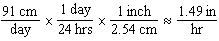 91 cm/day x 1 day/24 hrs x 1 inch/2.54 cm ≈ 1.49 in/hr